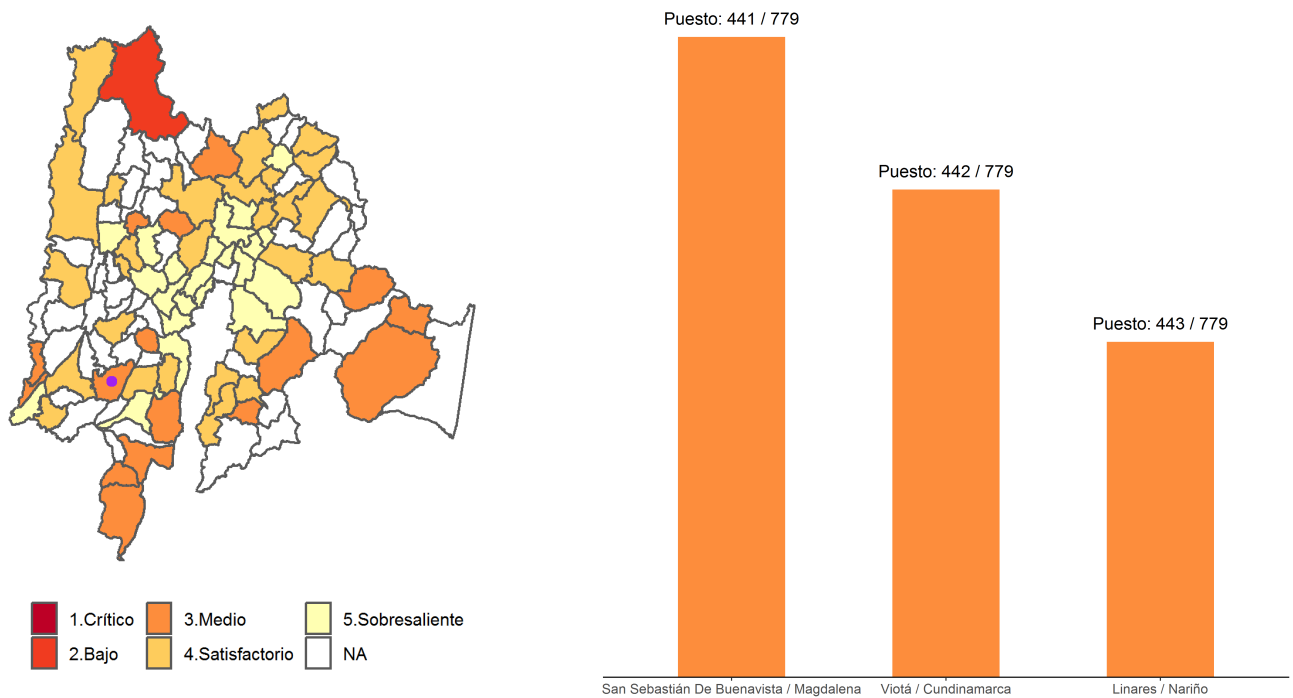 Puesto: 441 / 779
Puesto: 442 / 779
Puesto: 443 / 779
San Sebastián De Buenavista / Magdalena
Viotá / Cundinamarca
Linares / Nariño
1.Crítico
3.Medio
5.Sobresaliente
2.Bajo
4.Satisfactorio
NA